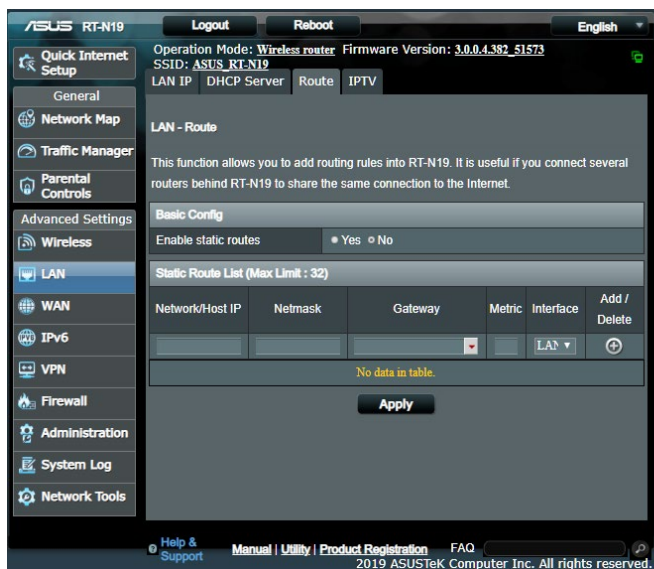 ASUS RT-N19 Logout Reboot English
Quick Internet Setup
General
Network Map
Traffic Manager
Parental Controls
Advanced Settings
Wireless
LAN
WAN
IPv6
VPN
Firewall
Administration
System Log
Network Tools
Operation Mode: Wireless router Firmware Version: 3.0.0.4.382_51573
SSID: ASUS_RT-N19
LAN IP DHCP Server Route IPTV
LAN - Route
This function allows you to add routing rules into RT-N19. It is useful if you connect several
routers behind RT-N19 to share the same connection to the Internet.
Basic Config
Enable static routes Yes No
Static Route List (Max Limit : 32)
Network/Host IP Netmask Gateway Metric Interface Add / Delete
LAN
No data in table.
Apply
Help & Support Manual | Utility | Product Registration FAQ
2019 ASUSTeK Computer Inc. All rights reserved.